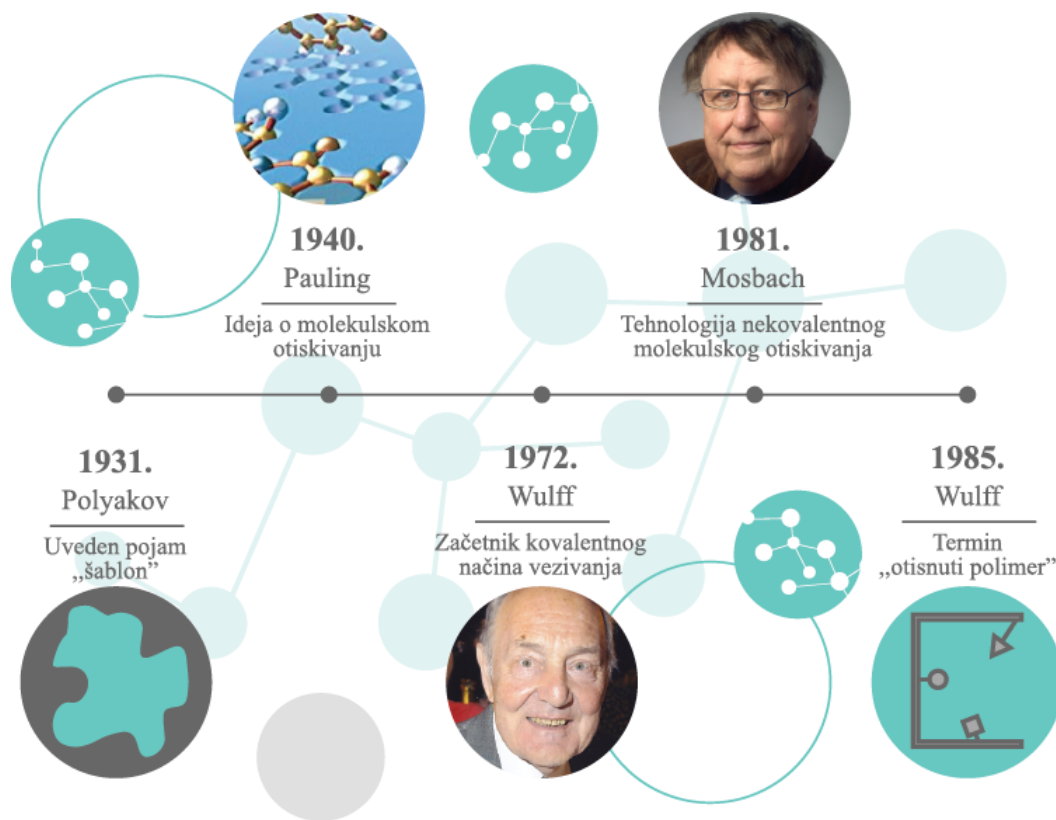 1940.
Pauling
Ideja o molekulskom
otiskivanju
1981.
Mosbach
Tehnologija nekovalentnog
molekulskog otiskivanja
1931.
Polyakov
Uveden pojam
„šablon”
1972.
Wulff
Začetnik kovalentnog
načina vezivanja
1985.
Wulff
Termin
„otisnuti polimer”